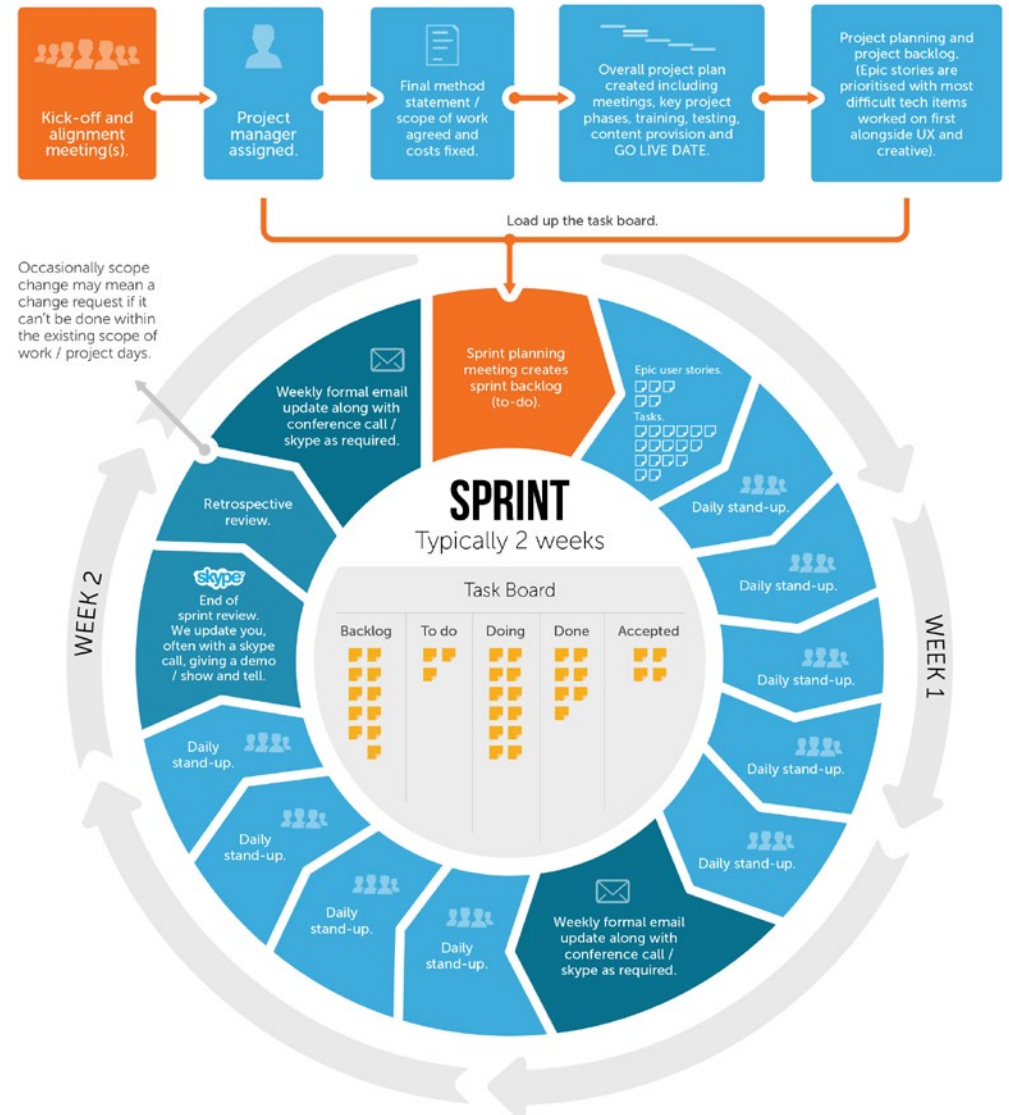 Kick-off and
alignment
meeting(s).
Project
manager
assigned.
Final method
statement /
scope of work
agreed and
costs fixed.
Overall project plan
created including
meetings, key project
phases, training, testing,
content provision and
GO LIVE DATE.
Project planning and
project backlog.
(Epic stories are
prioritised with most
difficult tech items
worked on first
alongside UX and
creative).
Load up the task board.
Occasionally scope
change may mean a
change request if it
can't be done within
the existing scope of
work / project days.
Sprint planning
meeting creates
sprint backlog
(to-do).
Epic user stories.
Tasks.
Daily stand-up.
Daily stand-up.
Daily stand-up.
Daily stand-up.
Daily stand-up.
WEEK 1
Weekly formal email
update along with
conference call /
skype as required.
Daily
stand-up.
Daily
stand-up.
Daily
stand-up.
Daily
stand-up.
WEEK 2
skype
End of
sprint review.
We update you,
often with a skype
call, giving a demo
/ show and tell.
Retrospective
review.
Weekly formal email
update along with
conference call /
skype as required.
SPRINT
Typically 2 weeks
Task Board
Backlog To do Doing Done Accepted